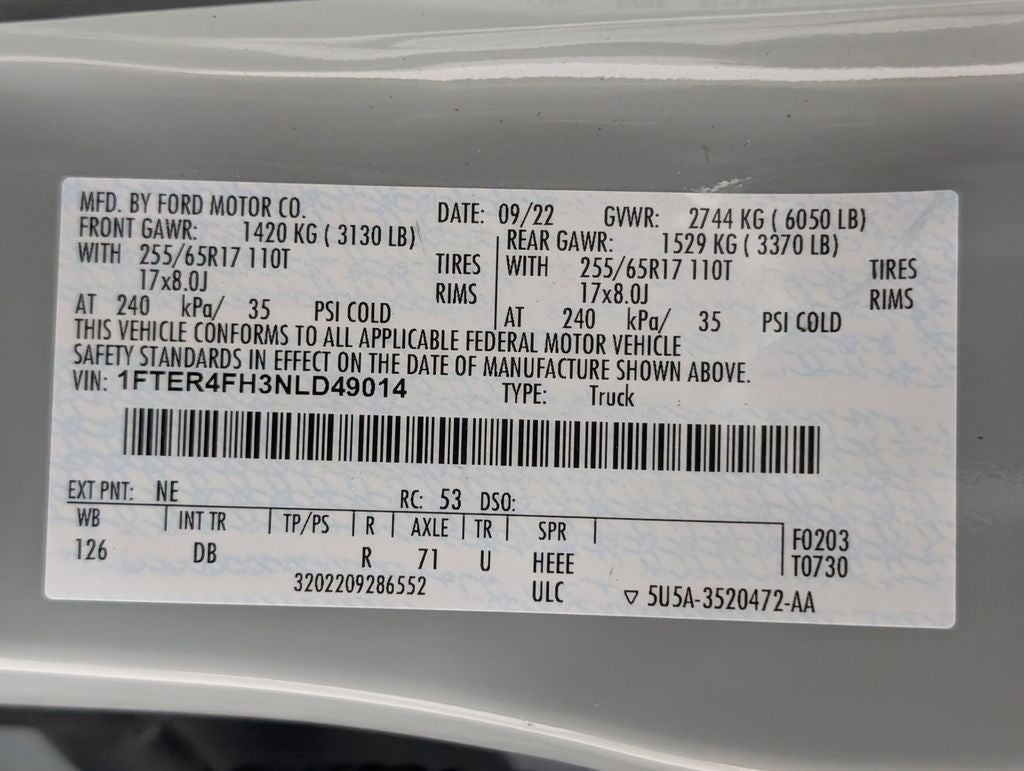 MFD. BY FORD MOTOR CO. DATE: 09/22 GVWR: 2744 KG ( 6050 LB)
FRONT GAWR: 1420 KG ( 3130 LB) REAR GAWR: 1529 KG ( 3370 LB)
WITH 255/65R17 110T TIRES WITH 255/65R17 110T TIRES
17x8.0J RIMS 17x8.0J RIMS
AT 240 kPa/ 35 PSI COLD AT 240 kPa/ 35 PSI COLD
THIS VEHICLE CONFORMS TO ALL APPLICABLE FEDERAL MOTOR VEHICLE
SAFETY STANDARDS IN EFFECT ON THE DATE OF MANUFACTURE SHOWN ABOVE.
VIN: 1FTER4FH3NLD49014 TYPE: Truck
EXT PNT: NE RC: 53 DSO:
WB INT TR TP/PS R AXLE TR SPR F0203
126 DB R 71 U HEEE T0730
3202209286552 ULC ▽ 5U5A-3520472-AA